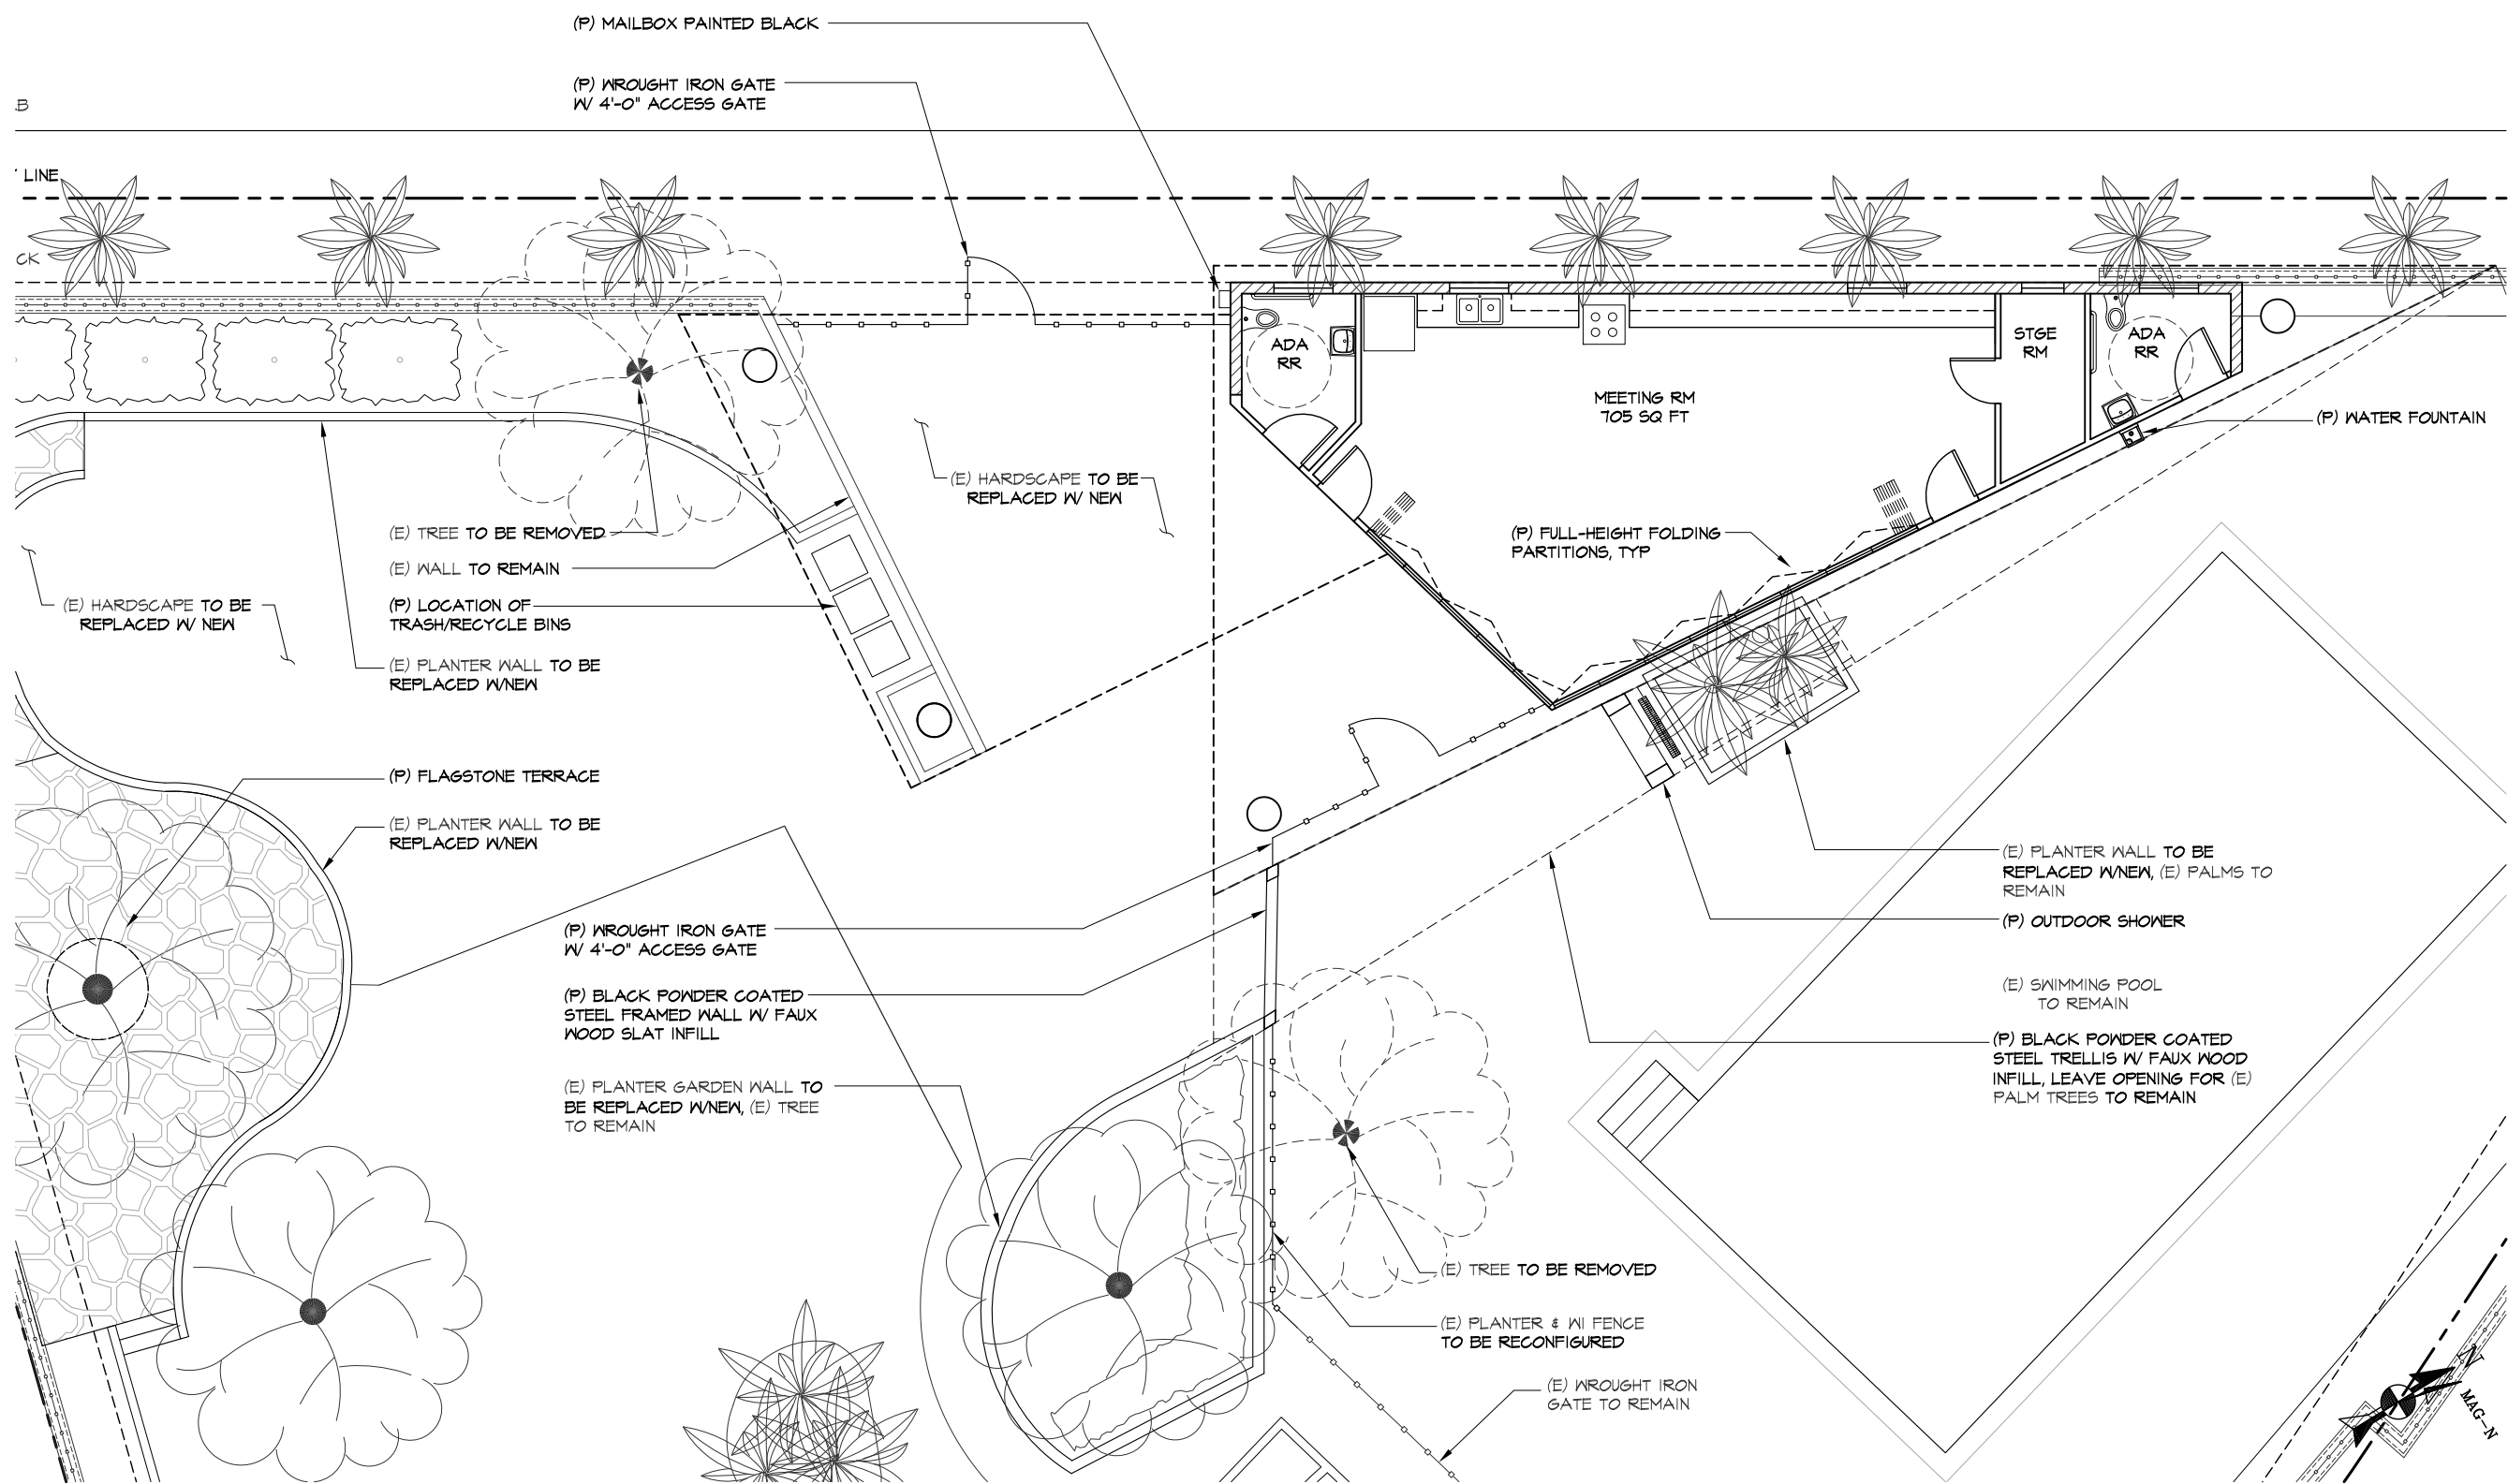 (P) MAILBOX PAINTED BLACK
(P) WROUGHT IRON GATE
W/ 4'-0" ACCESS GATE
LINE
CK
ADA
RR
STGE
RM
ADA
RR
MEETING RM
705 SQ FT
(P) WATER FOUNTAIN
(E) HARDSCAPE TO BE
REPLACED W/ NEW
(E) TREE TO BE REMOVED
(E) WALL TO REMAIN
(P) LOCATION OF
TRASH/RECYCLE BINS
(E) PLANTER WALL TO BE
REPLACED W/NEW
(P) FULL-HEIGHT FOLDING
PARTITIONS, TYP
(E) HARDSCAPE TO BE
REPLACED W/ NEW
(P) FLAGSTONE TERRACE
(E) PLANTER WALL TO BE
REPLACED W/NEW
(P) WROUGHT IRON GATE
W/ 4'-0" ACCESS GATE
(P) BLACK POWDER COATED
STEEL FRAMED WALL W/ FAUX
WOOD SLAT INFILL
(E) PLANTER GARDEN WALL TO
BE REPLACED W/NEW, (E) TREE
TO REMAIN
(E) PLANTER WALL TO BE
REPLACED W/NEW, (E) PALMS TO
REMAIN
(P) OUTDOOR SHOWER
(E) SWIMMING POOL
TO REMAIN
(P) BLACK POWDER COATED
STEEL TRELLIS W/ FAUX WOOD
INFILL, LEAVE OPENING FOR (E)
PALM TREES TO REMAIN
(E) TREE TO BE REMOVED
(E) PLANTER & WI FENCE
TO BE RECONFIGURED
(E) WROUGHT IRON
GATE TO REMAIN
N
MAG-N